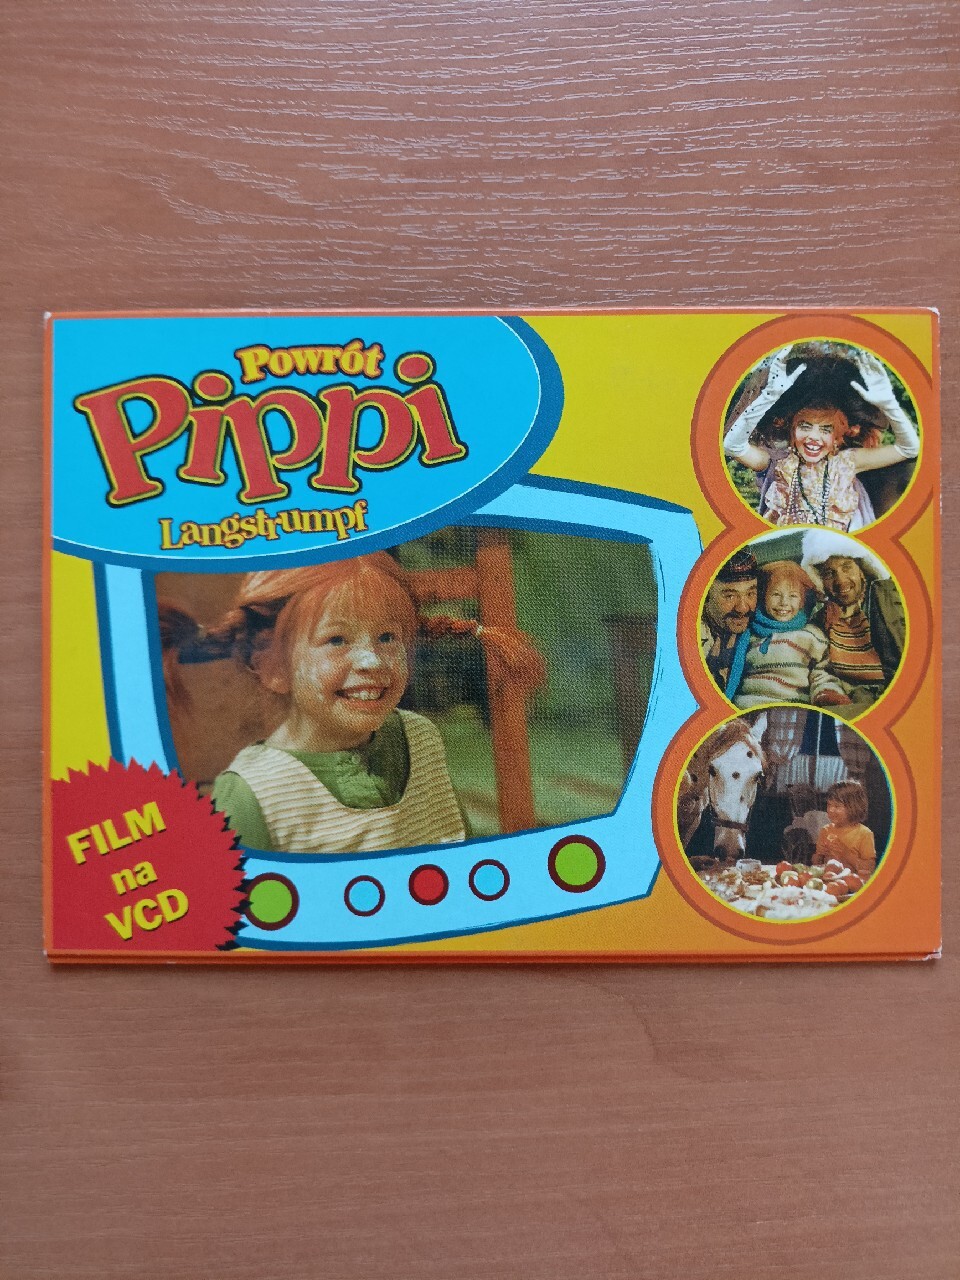 Powrót
Pippi
Langstrumpf
FILM
na
VCD